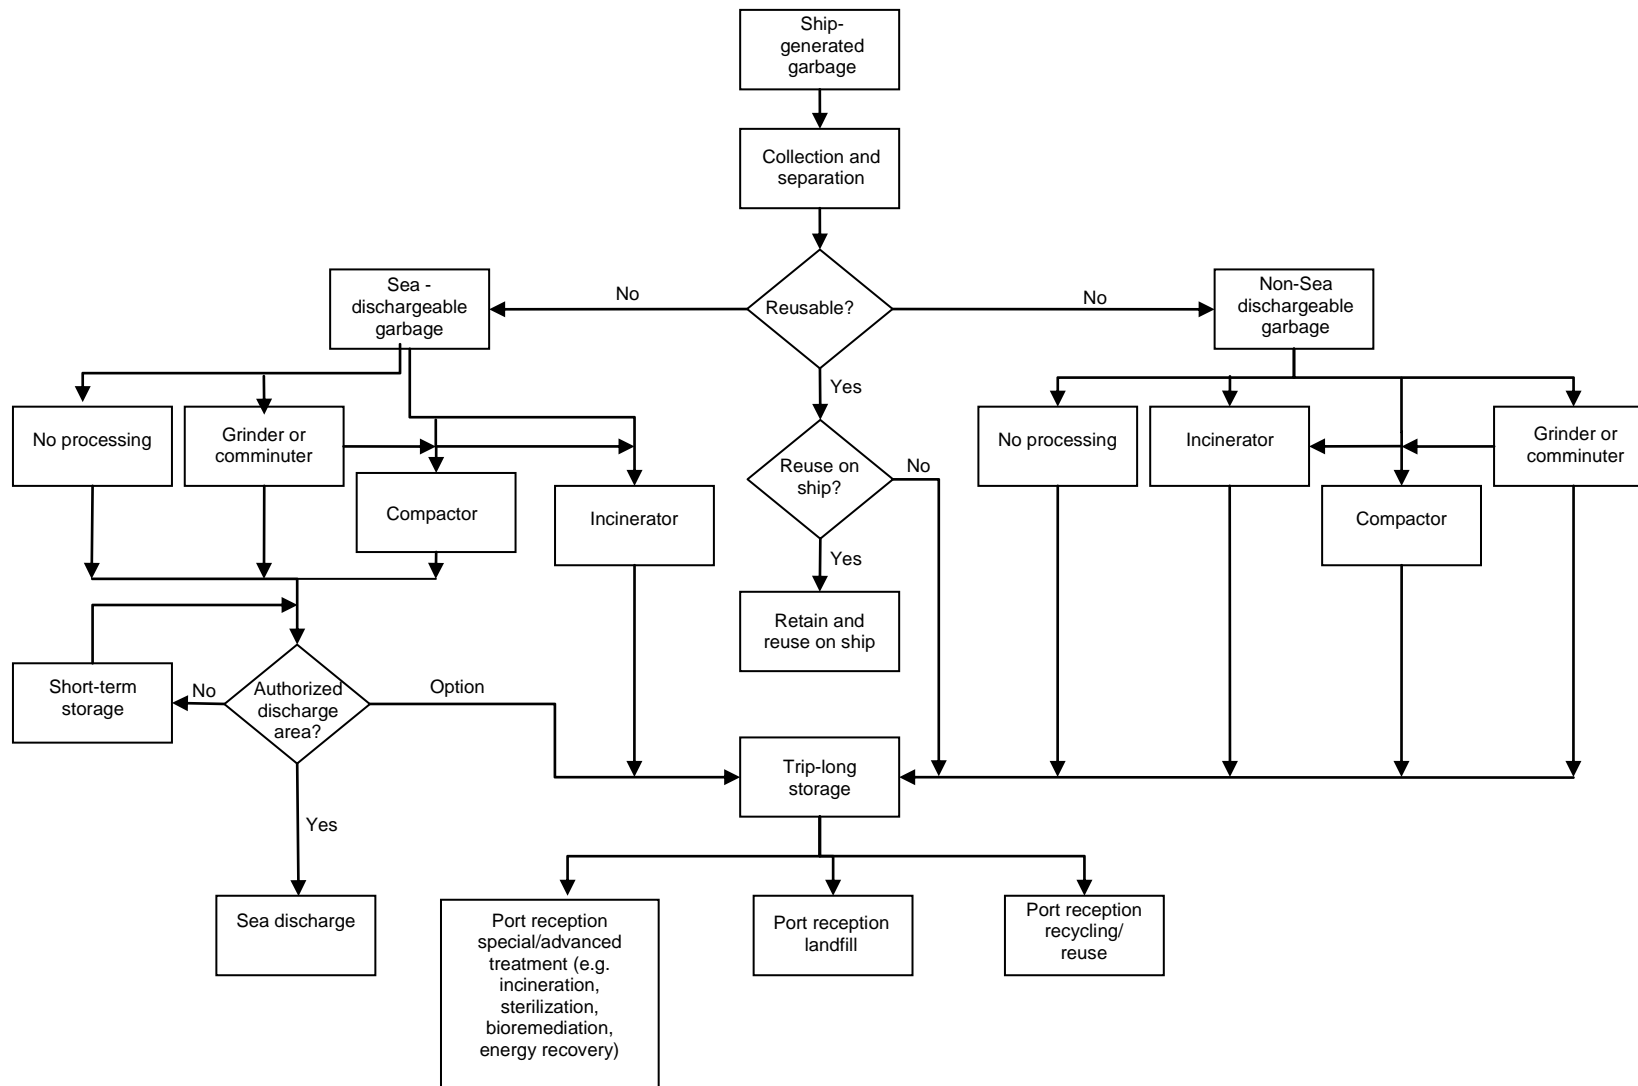 Ship-
generated
garbage
Collection and
separation
Sea -
dischargeable
garbage
No
Reusable?
No
Non-Sea
dischargeable
garbage
Yes
No processing
Grinder or
comminuter
Compactor
Incinerator
Reuse on
ship?
No
No processing
Incinerator
Compactor
Grinder or
comminuter
Yes
Retain and
reuse on ship
Short-term
storage
No
Authorized
discharge
area?
Option
Trip-long
storage
Yes
Sea discharge
Port reception
special/advanced
treatment (e.g.
incineration,
sterilization,
bioremediation,
energy recovery)
Port reception
landfill
Port reception
recycling/
reuse